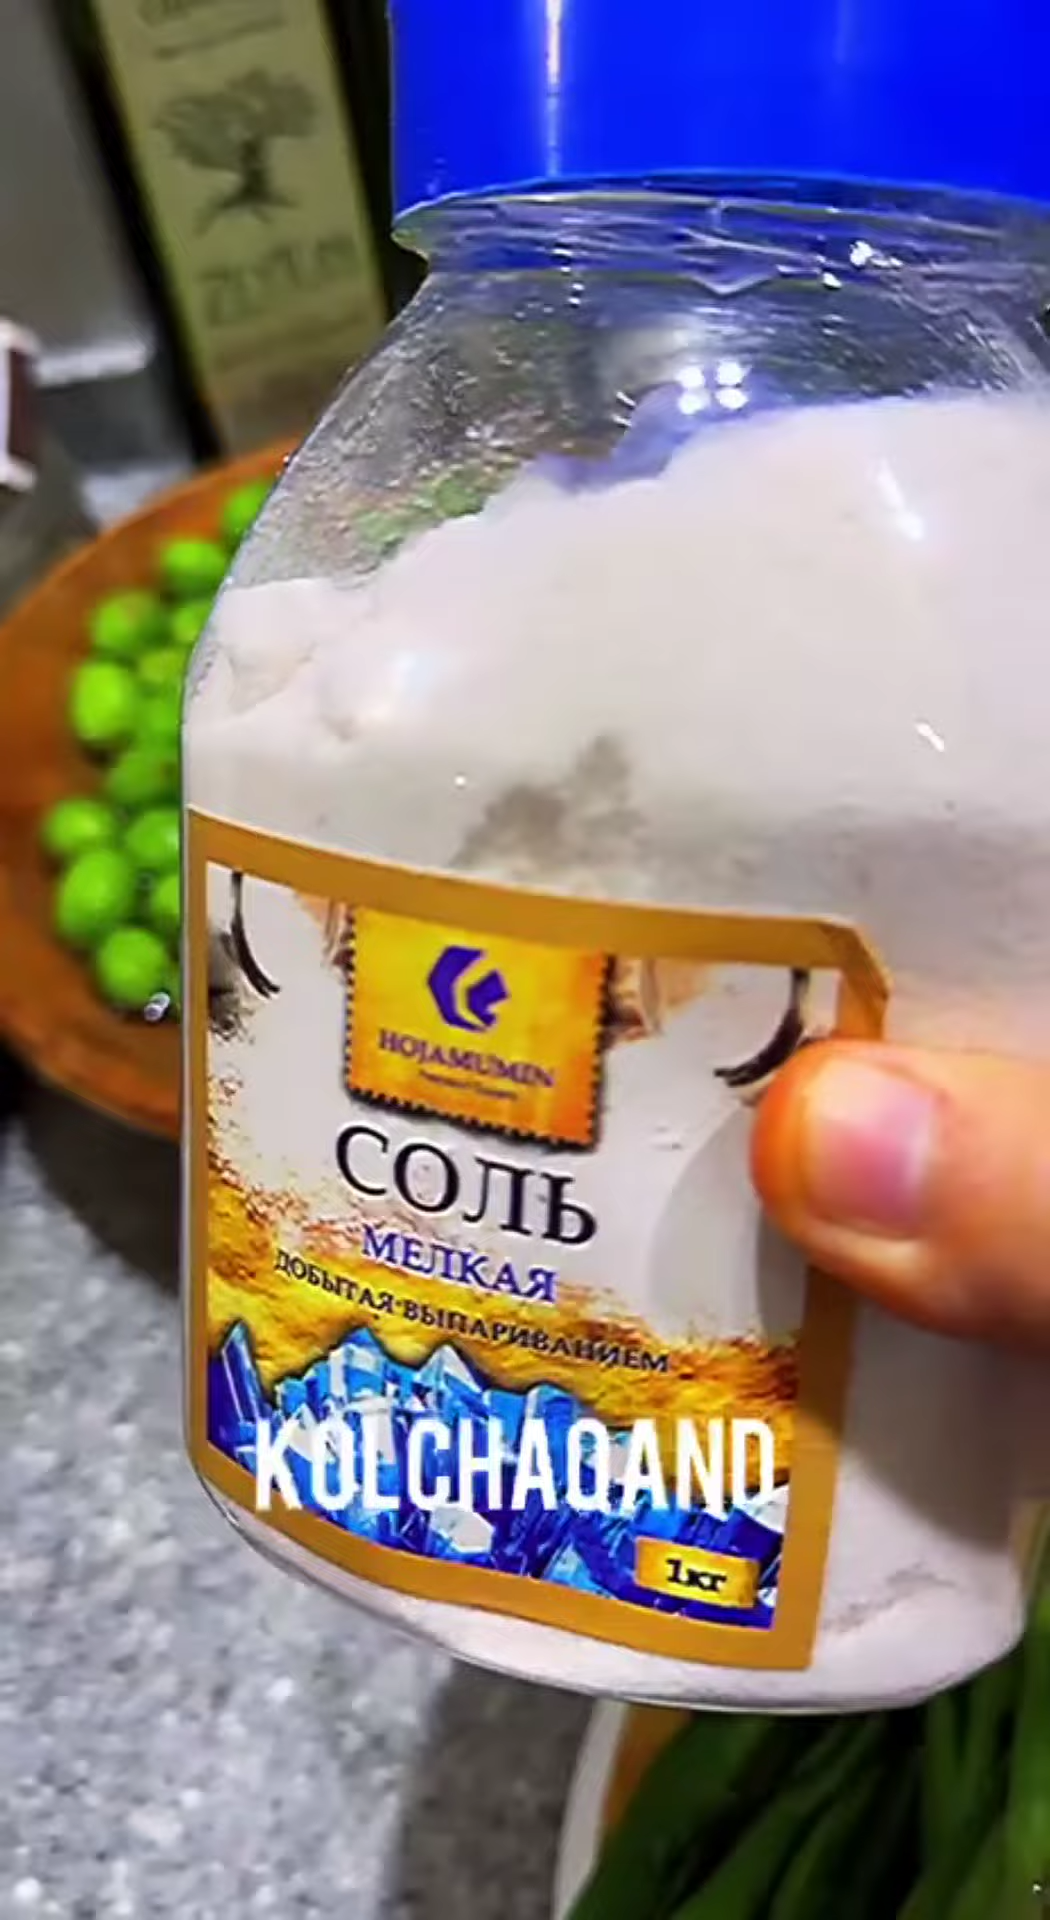 HOJAMUMIN
СОЛЬ
МЕЛКАЯ
ДОБЫТАЯ ВЫПАРИВАНИЕМ
KOLCHAQAND
1кг